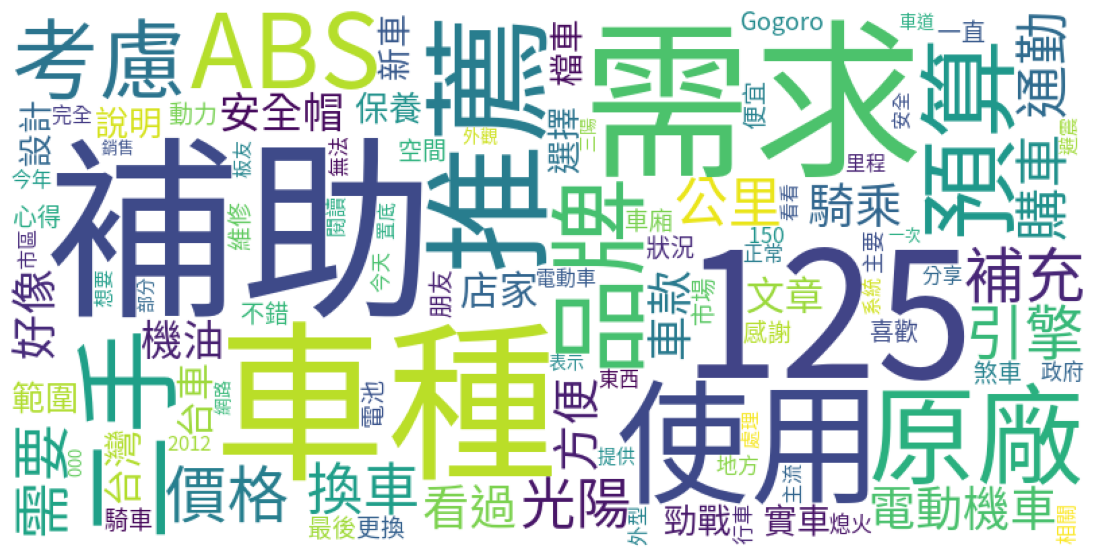 考慮
ABS
新車
推薦
檔車
需求
Gogoro
車道
一直
預算
通勤
設計
完全
說明
動力
安全帽
保養
空間
外觀
選擇
三陽
便宜
安全
避震
購車
今年
銷售
補助
板友
無法
閱讀
置底
維修
心得
市區
品牌
車廂
公里
看看
里程
騎乘
狀況
150
正常
主要
一次
好像
想要
部分
機油
不錯
今天
朋友
店家
電動車
車款
市場
125
文章
感謝
系統
喜歡
分享
補充
引擎
二手
車種
表示
東西
煞車
政府
範圍
台車
網路
電池
方便
使用
原廠
需要
000
台灣
騎車
2012
價格
換車
最後
更換
看過
光陽
提供
外型
勁戰
行車
處理
地方
主流
實車
熄火
電動機車
相關